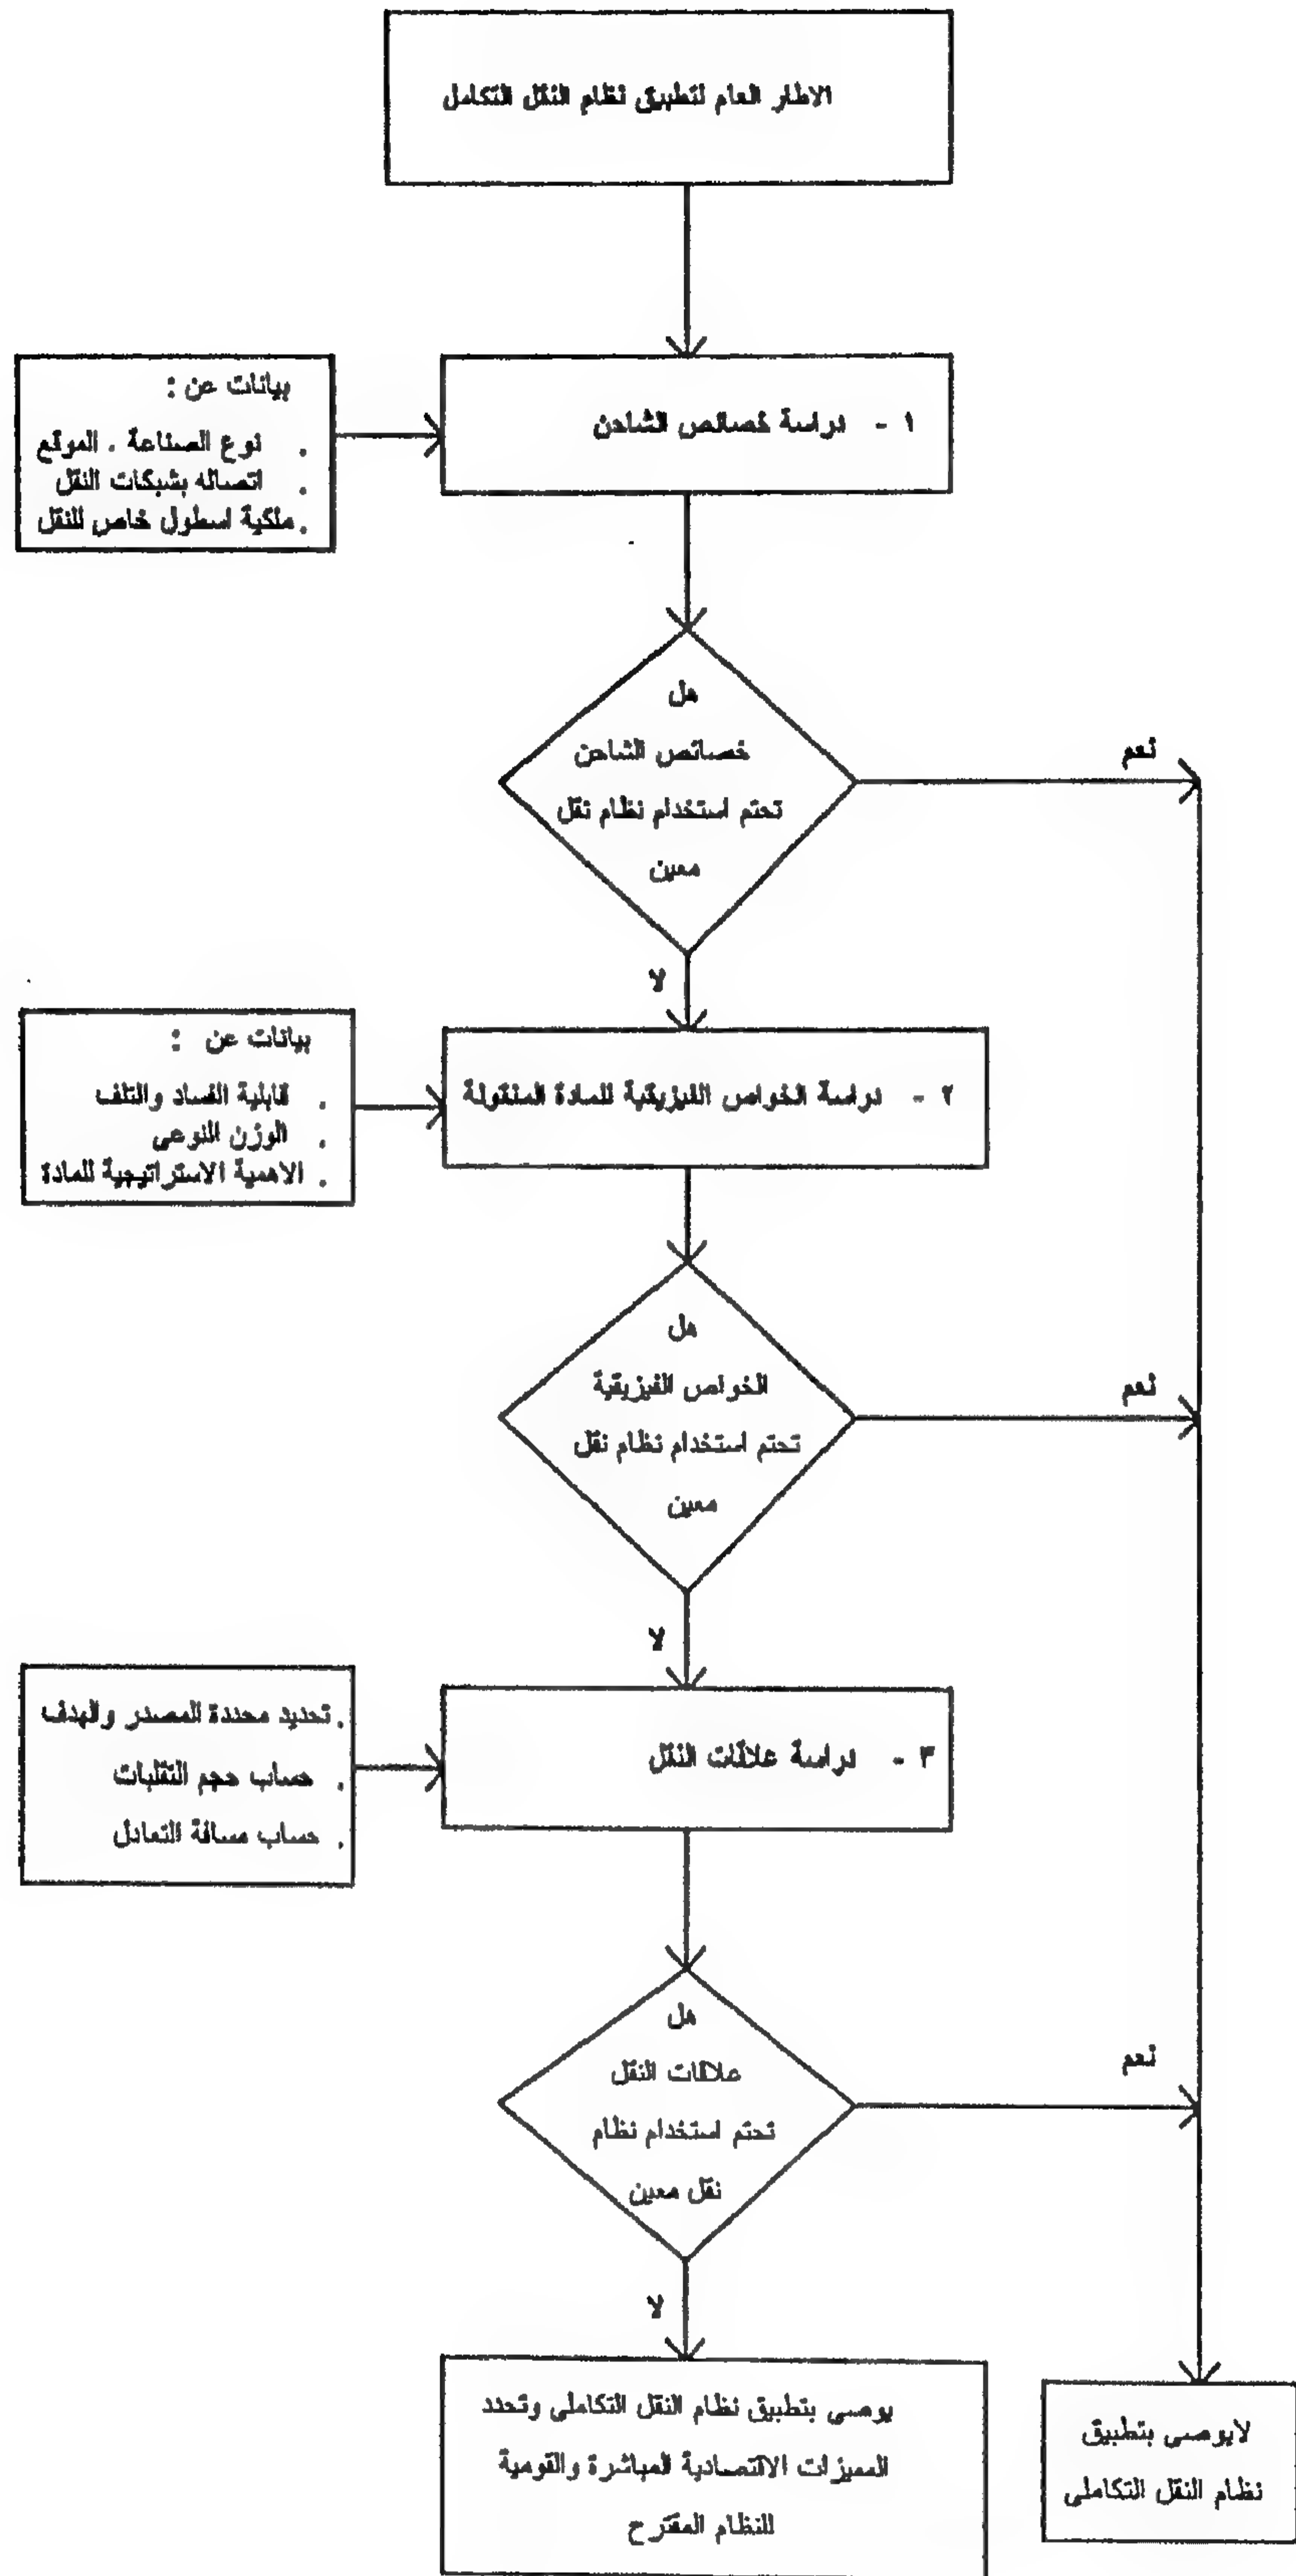 الاطار العام لتطبيق نظام النقل التكامل
١ - دراسة خصائص الشاحن
بيانات عن :
. نوع الصناعة . الموقع
. اتصاله بشبكات النقل
. ملكية اسطول خاص للنقل
هل
خصائص الشاحن
تحتم استخدام نظام نقل
معين
نعم
لا
٢ - دراسة الخواص الفيزيقية للمادة المنقولة
بيانات عن :
. قابلية الفساد والتلف
. الوزن النوعى
. الاهمية الاستراتيجية للمادة
هل
الخواص الفيزيقية
تحتم استخدام نظام نقل
معين
نعم
لا
٣ - دراسة علاقات النقل
. تحديد محددة المصدر والهدف
. حساب حجم التقلبات
. حساب مسافة التعادل
هل
علاقات النقل
تحتم استخدام نظام
نقل معين
نعم
لا
يوصى بتطبيق نظام النقل التكاملى وتحدد
المميزات الاقتصادية المباشرة والقومية
للنظام المقترح
لايوصى بتطبيق
نظام النقل التكاملى